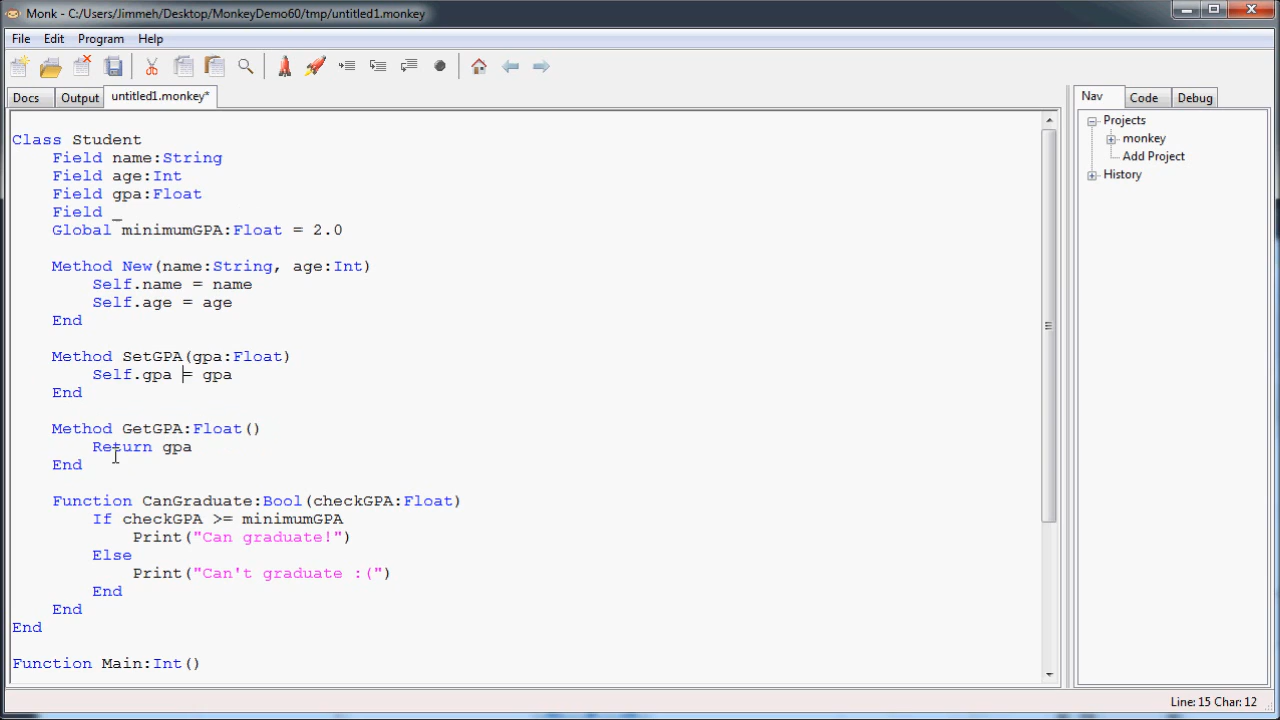 Monk - C:/Users/Jimmeh/Desktop/MonkeyDemo60/tmp/untitled1.monkey
File Edit Program Help
Docs Output untitled1.monkey*
Class Student
Field name:String
Field age:Int
Field gpa:Float
Field _
Global minimumGPA:Float = 2.0
Method New(name:String, age:Int)
Self.name = name
Self.age = age
End
Method SetGPA(gpa:Float)
Self.gpa = gpa
End
Method GetGPA:Float()
Return gpa
End
Function CanGraduate:Bool(checkGPA:Float)
If checkGPA >= minimumGPA
Print("Can graduate!")
Else
Print("Can't graduate :(")
End
End
End
Function Main:Int()
Nav Code Debug
Projects
monkey
Add Project
History
Line: 15 Char: 12